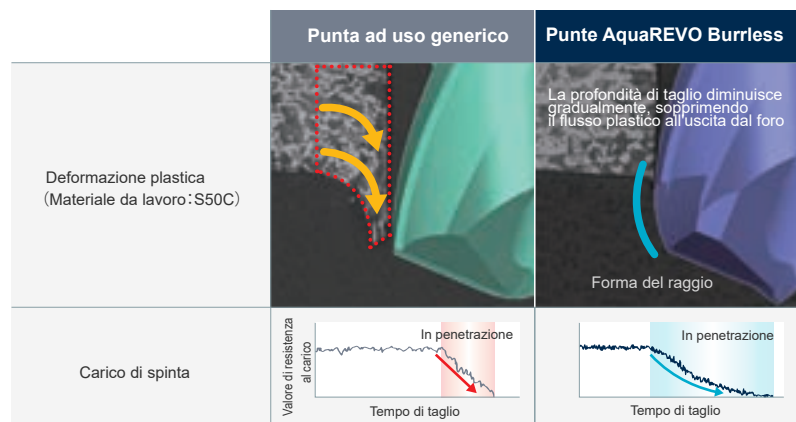 Punta ad uso generico
Punte AquaREVO Burrless
Deformazione plastica
（Materiale da lavoro：S50C）
La profondità di taglio diminuisce
gradualmente, sopprimendo
il flusso plastico all'uscita dal foro
Forma del raggio
Carico di spinta
Valore di resistenza
al carico
In penetrazione
Tempo di taglio
In penetrazione
Tempo di taglio